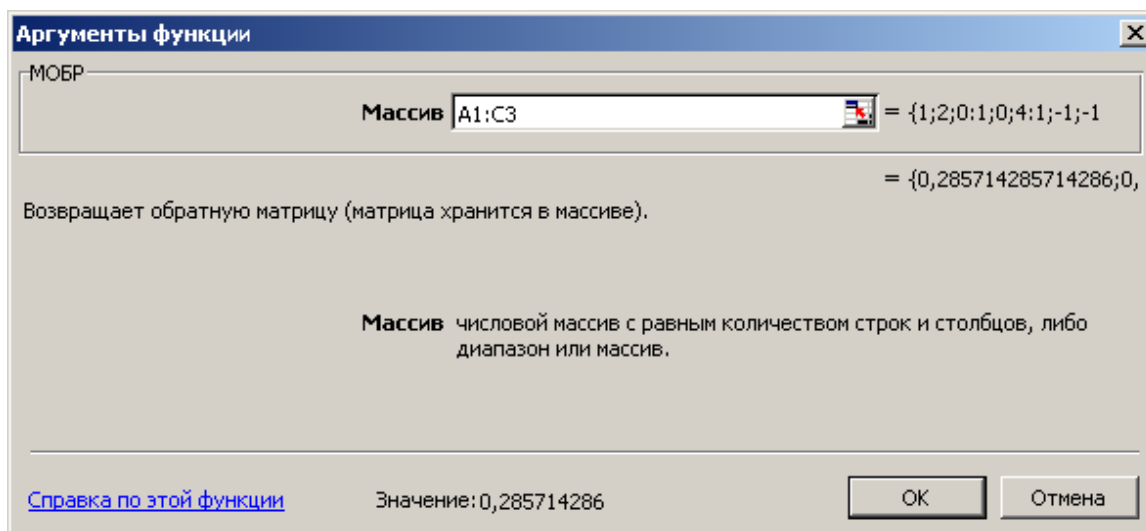 Аргументы функции
МОБР
Массив A1:C3 = {1;2;0:1;0;4:1;-1;-1
= {0,285714285714286;0,
Возвращает обратную матрицу (матрица хранится в массиве).
Массив числовой массив с равным количеством строк и столбцов, либо
диапазон или массив.
Справка по этой функции Значение:0,285714286 ОК Отмена